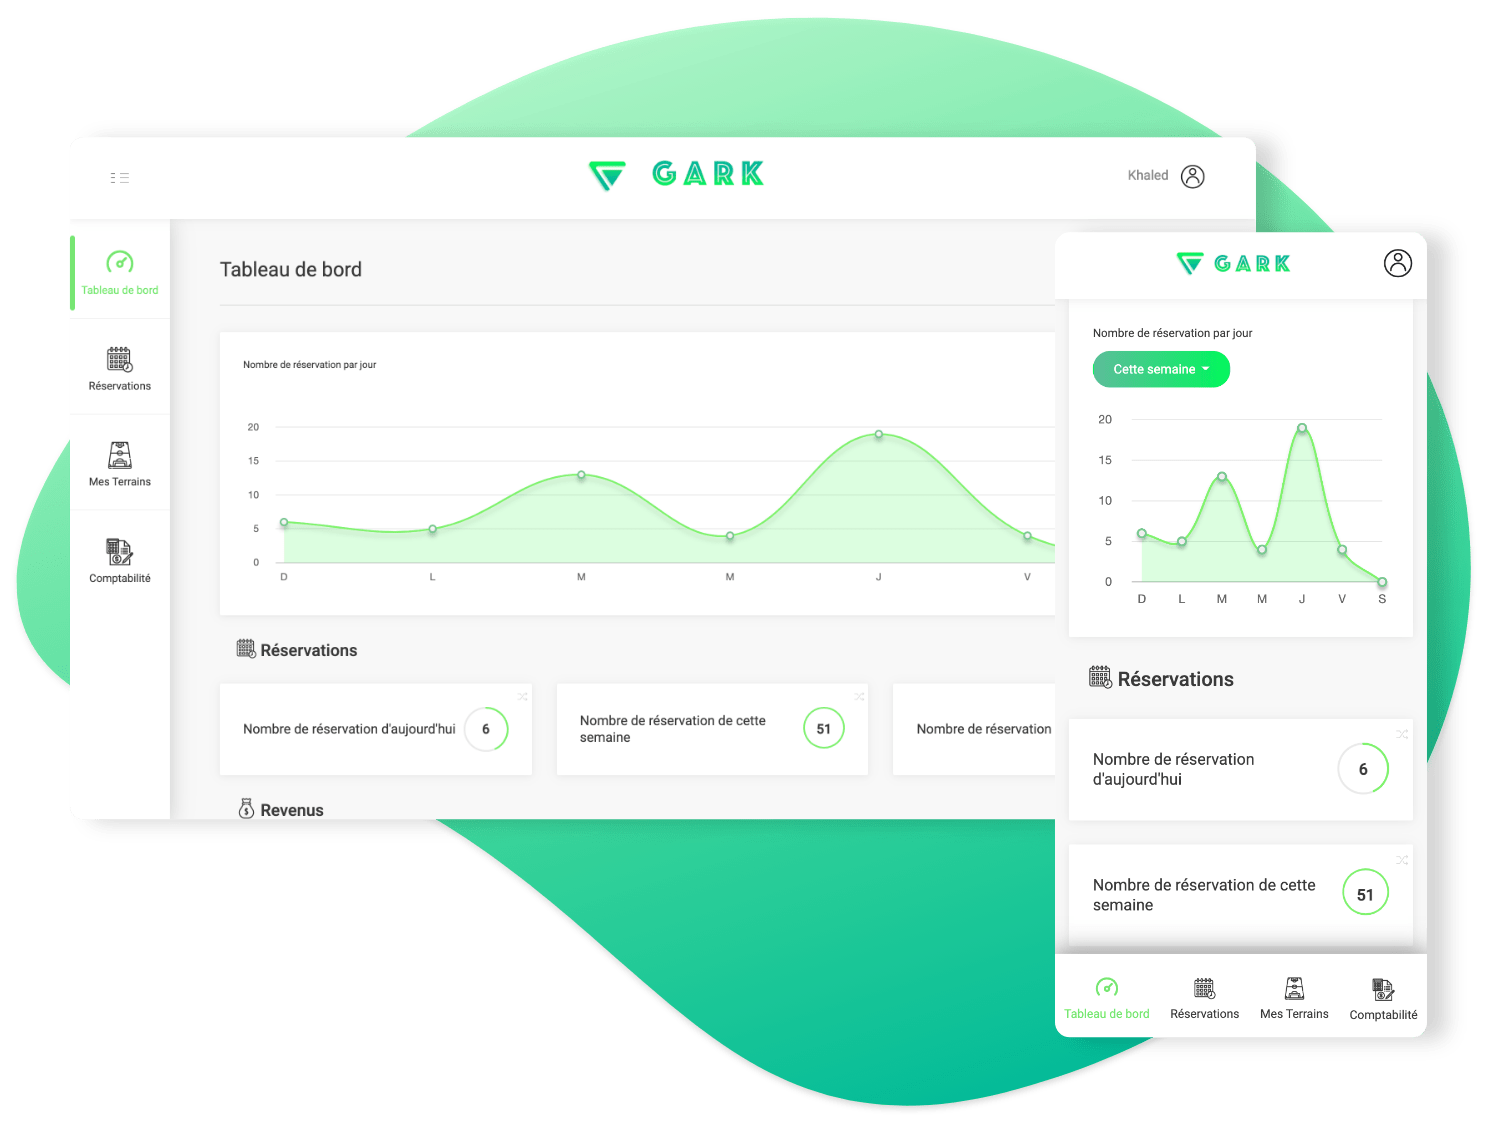 GARK
Khaled
Tableau de bord
Réservations
Mes Terrains
Comptabilité
Tableau de bord
Nombre de réservation par jour
20
15
10
5
0
D L M M J V
Réservations
Nombre de réservation d'aujourd'hui 6
Nombre de réservation de cette
semaine
51
Nombre de réservation
Revenus
GARK
Nombre de réservation par jour
Cette semaine
20
15
10
5
0
D L M M J V S
Réservations
Nombre de réservation
d'aujourd'hui
6
Nombre de réservation de cette
semaine
51
Tableau de bord Réservations Mes Terrains Comptabilité